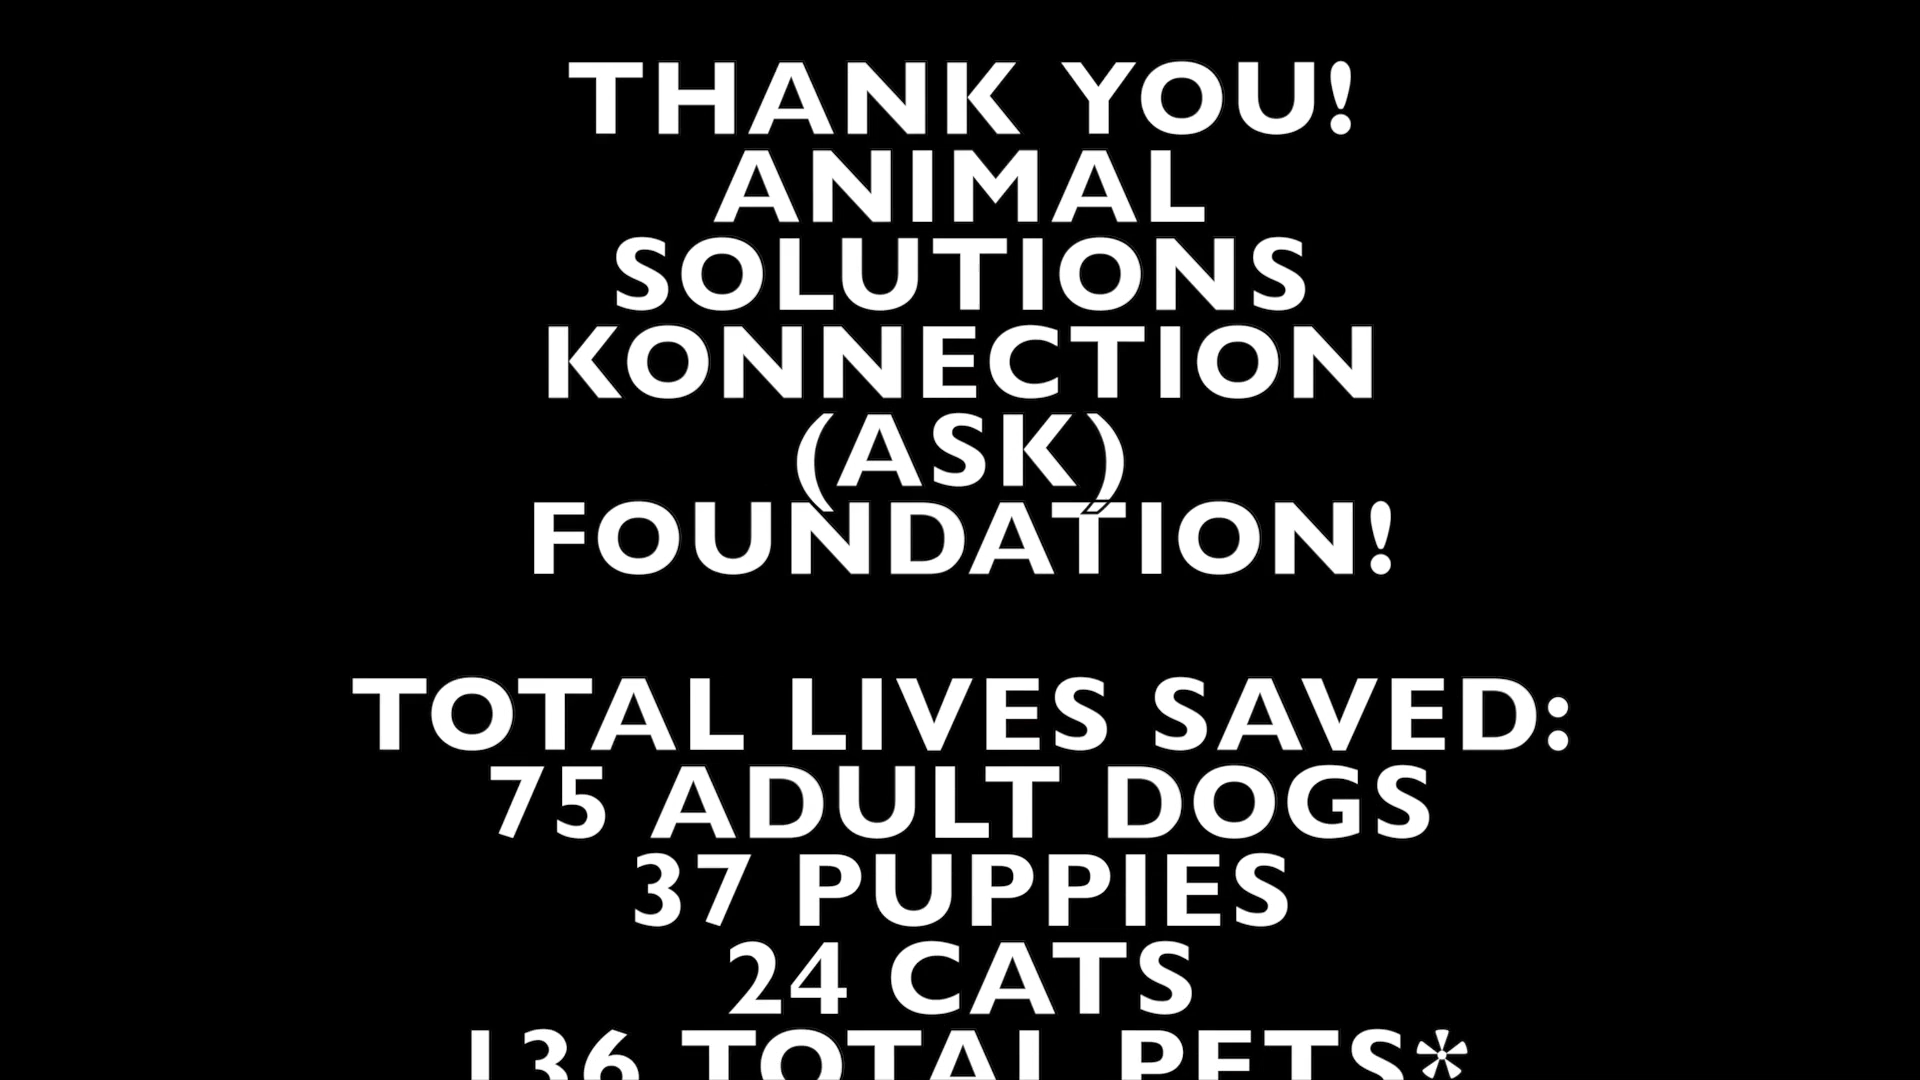 THANK YOU!
ANIMAL
SOLUTIONS
KONNECTION
(ASK)
FOUNDATION!
TOTAL LIVES SAVED:
75 ADULT DOGS
37 PUPPIES
24 CATS
136 TOTAL PETS*